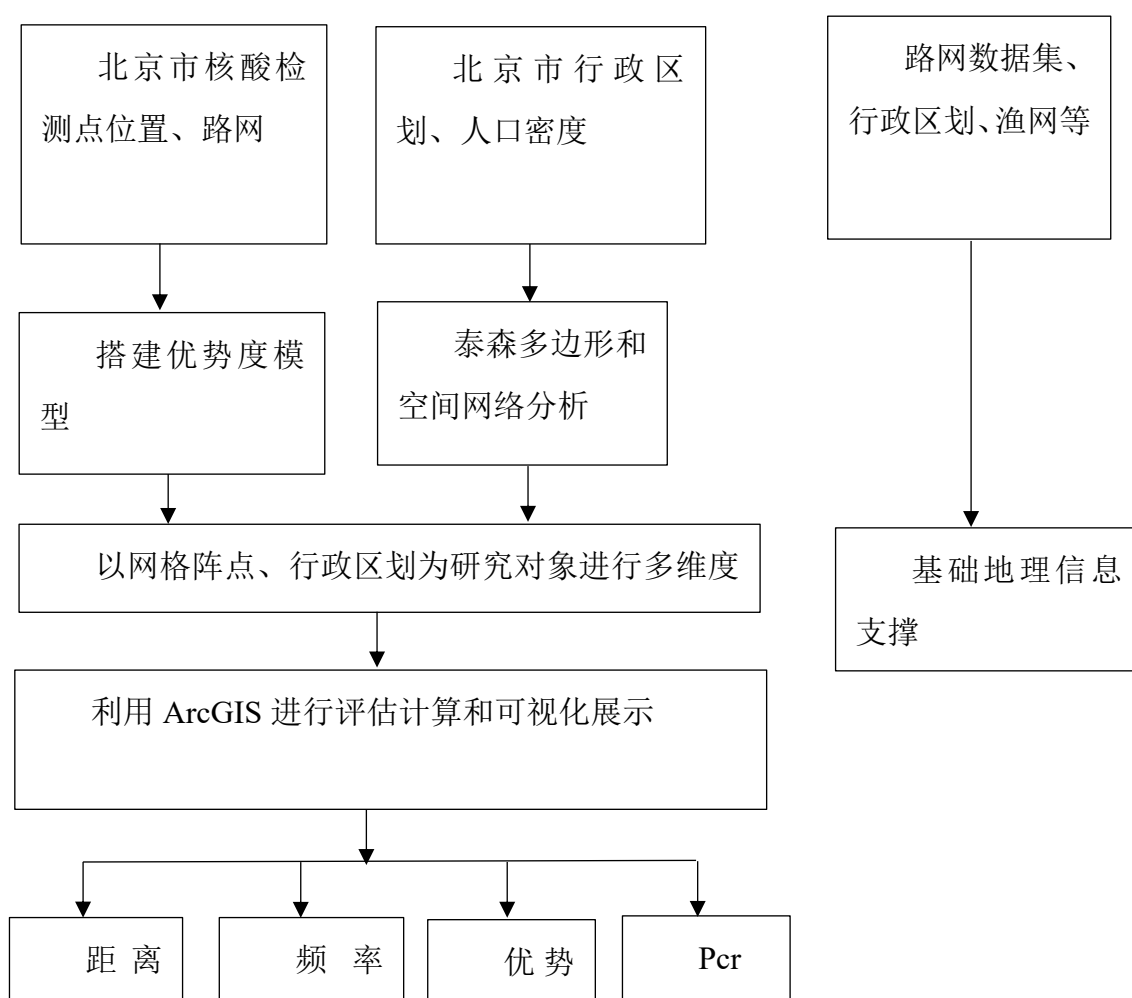 北京市核酸检
测点位置、路网
北京市行政区
划、人口密度
路网数据集、
行政区划、渔网等
搭建优势度模
型
泰森多边形和
空间网络分析
以网格阵点、行政区划为研究对象进行多维度
基础地理信息
支撑
利用 ArcGIS 进行评估计算和可视化展示
距离
频率
优势
Pcr